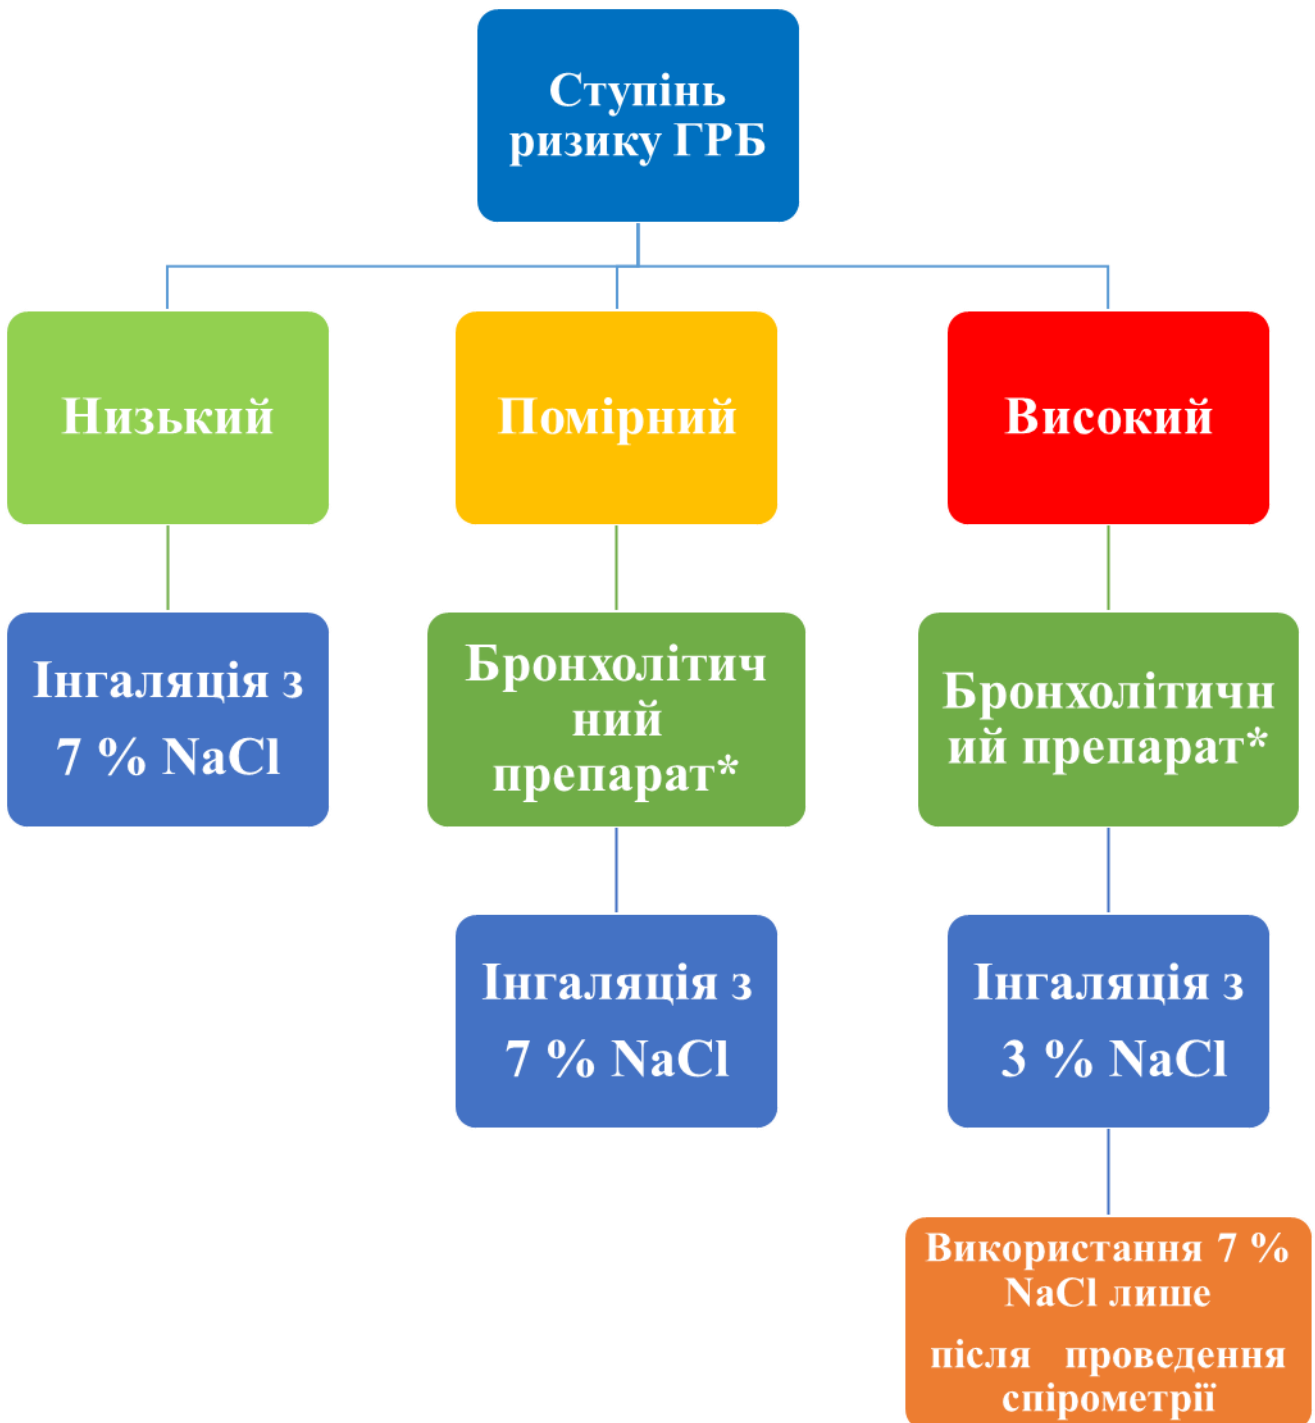 Ступінь
ризику ГРБ
Низький
Помірний
Високий
Інгаляція з
7 % NaCl
Бронхолітич
ний
препарат*
Бронхолітичн
ий препарат*
Інгаляція з
7 % NaCl
Інгаляція з
3 % NaCl
Використання 7 %
NaCl лише
після проведення
спірометрії